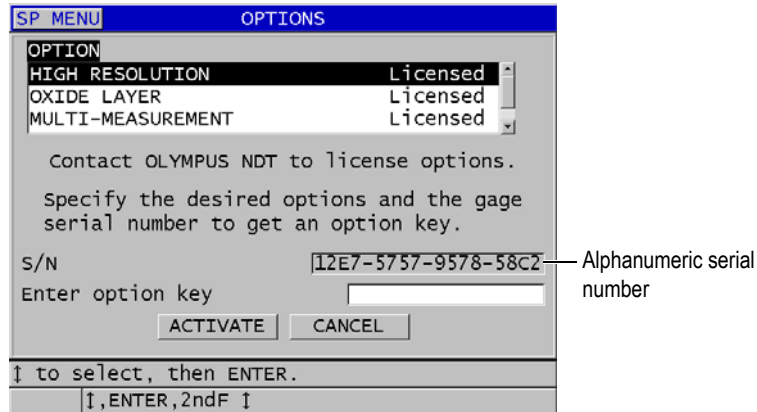 SP MENU OPTIONS
OPTION
HIGH RESOLUTION Licensed
OXIDE LAYER Licensed
MULTI-MEASUREMENT Licensed
Contact OLYMPUS NDT to license options.
Specify the desired options and the gage
serial number to get an option key.
S/N 12E7-5757-9578-58C2
Alphanumeric serial
number
Enter option key
ACTIVATE CANCEL
↕ to select, then ENTER.
↕,ENTER,2ndF ↕